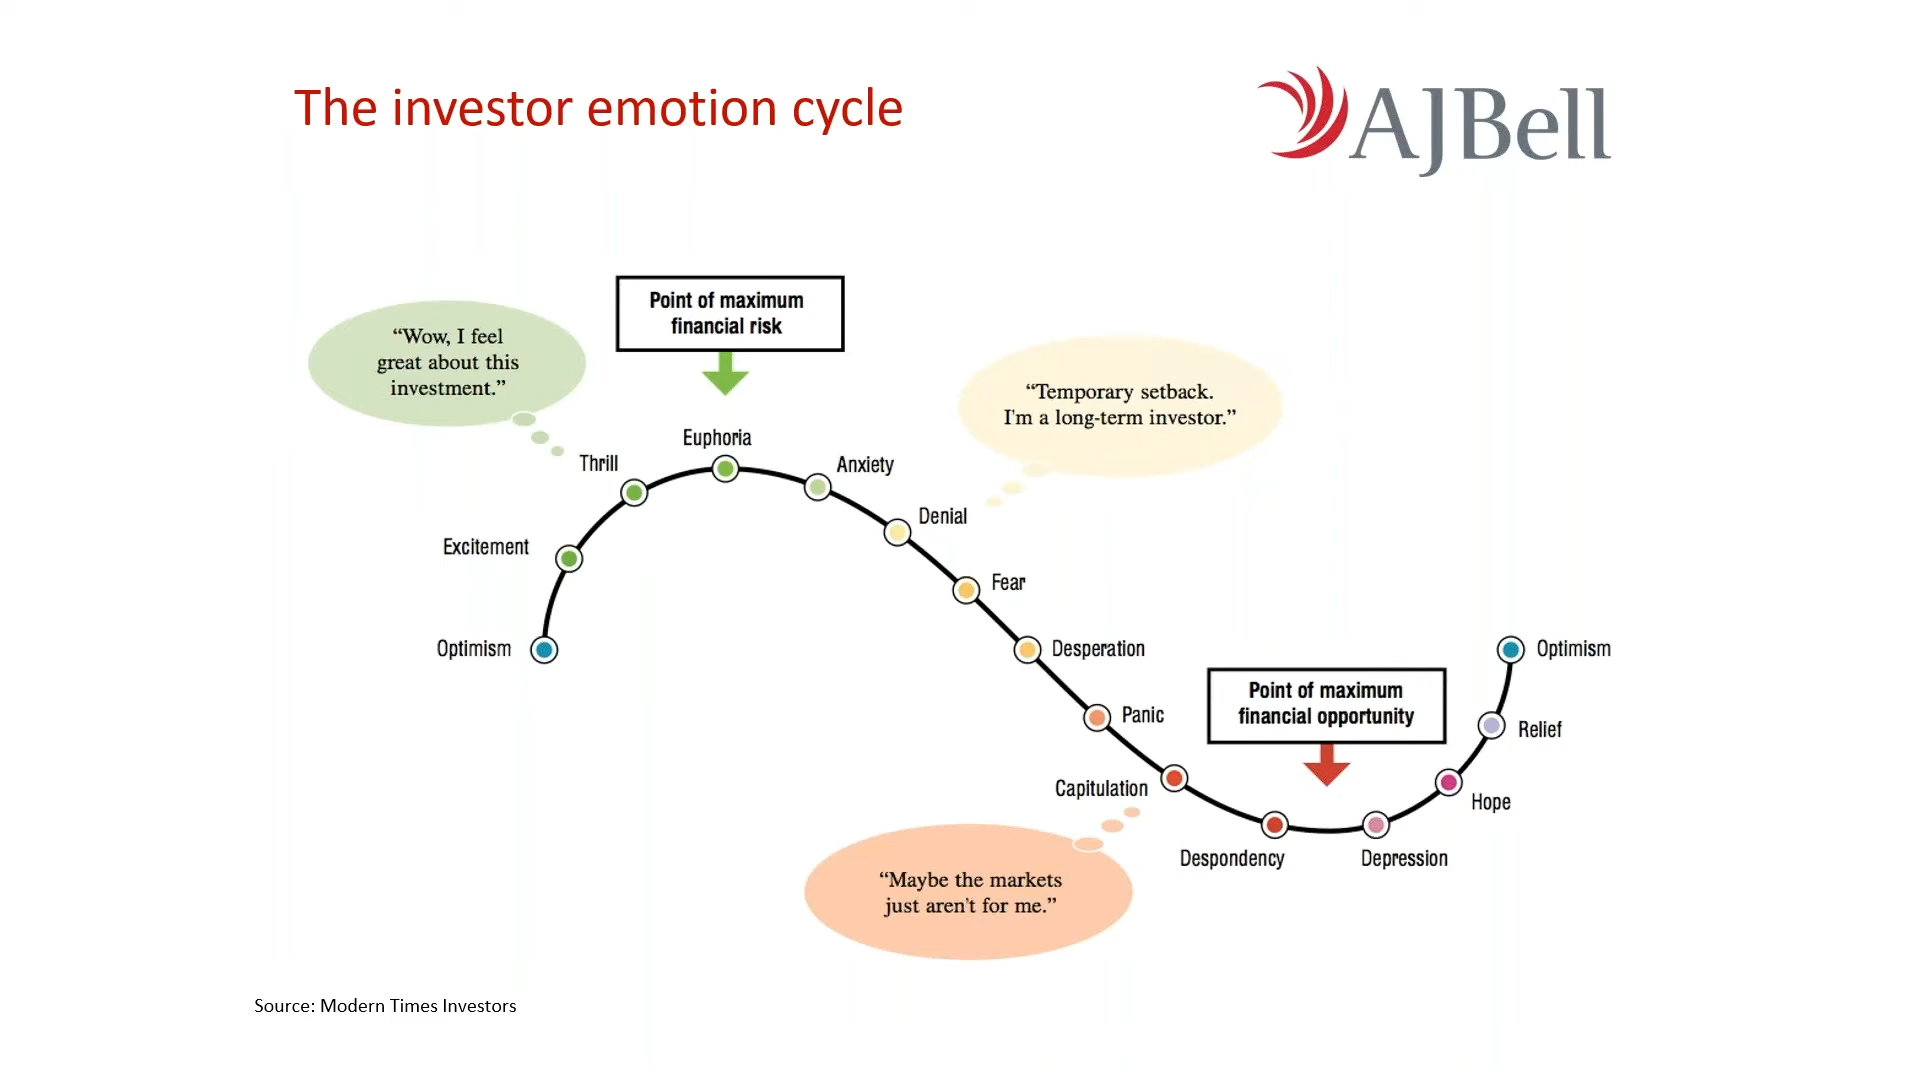 The investor emotion cycle
AJBell
Point of maximum
financial risk
“Wow, I feel
great about this
investment.”
“Temporary setback.
I'm a long-term investor.”
Euphoria
Thrill
Anxiety
Denial
Excitement
Fear
Optimism
Desperation
Optimism
Point of maximum
financial opportunity
Panic
Relief
Capitulation
Hope
Despondency
Depression
“Maybe the markets
just aren’t for me.”
Source: Modern Times Investors